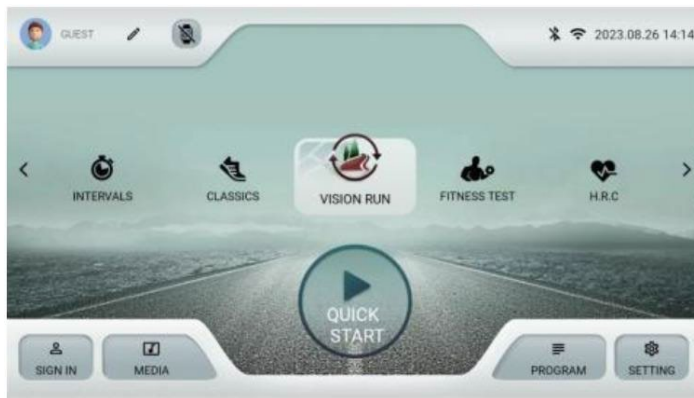 GUEST
2023.08.26 14:14
INTERVALS
CLASSICS
VISION RUN
FITNESS TEST
H.R.C
QUICK
START
SIGN IN
MEDIA
PROGRAM
SETTING